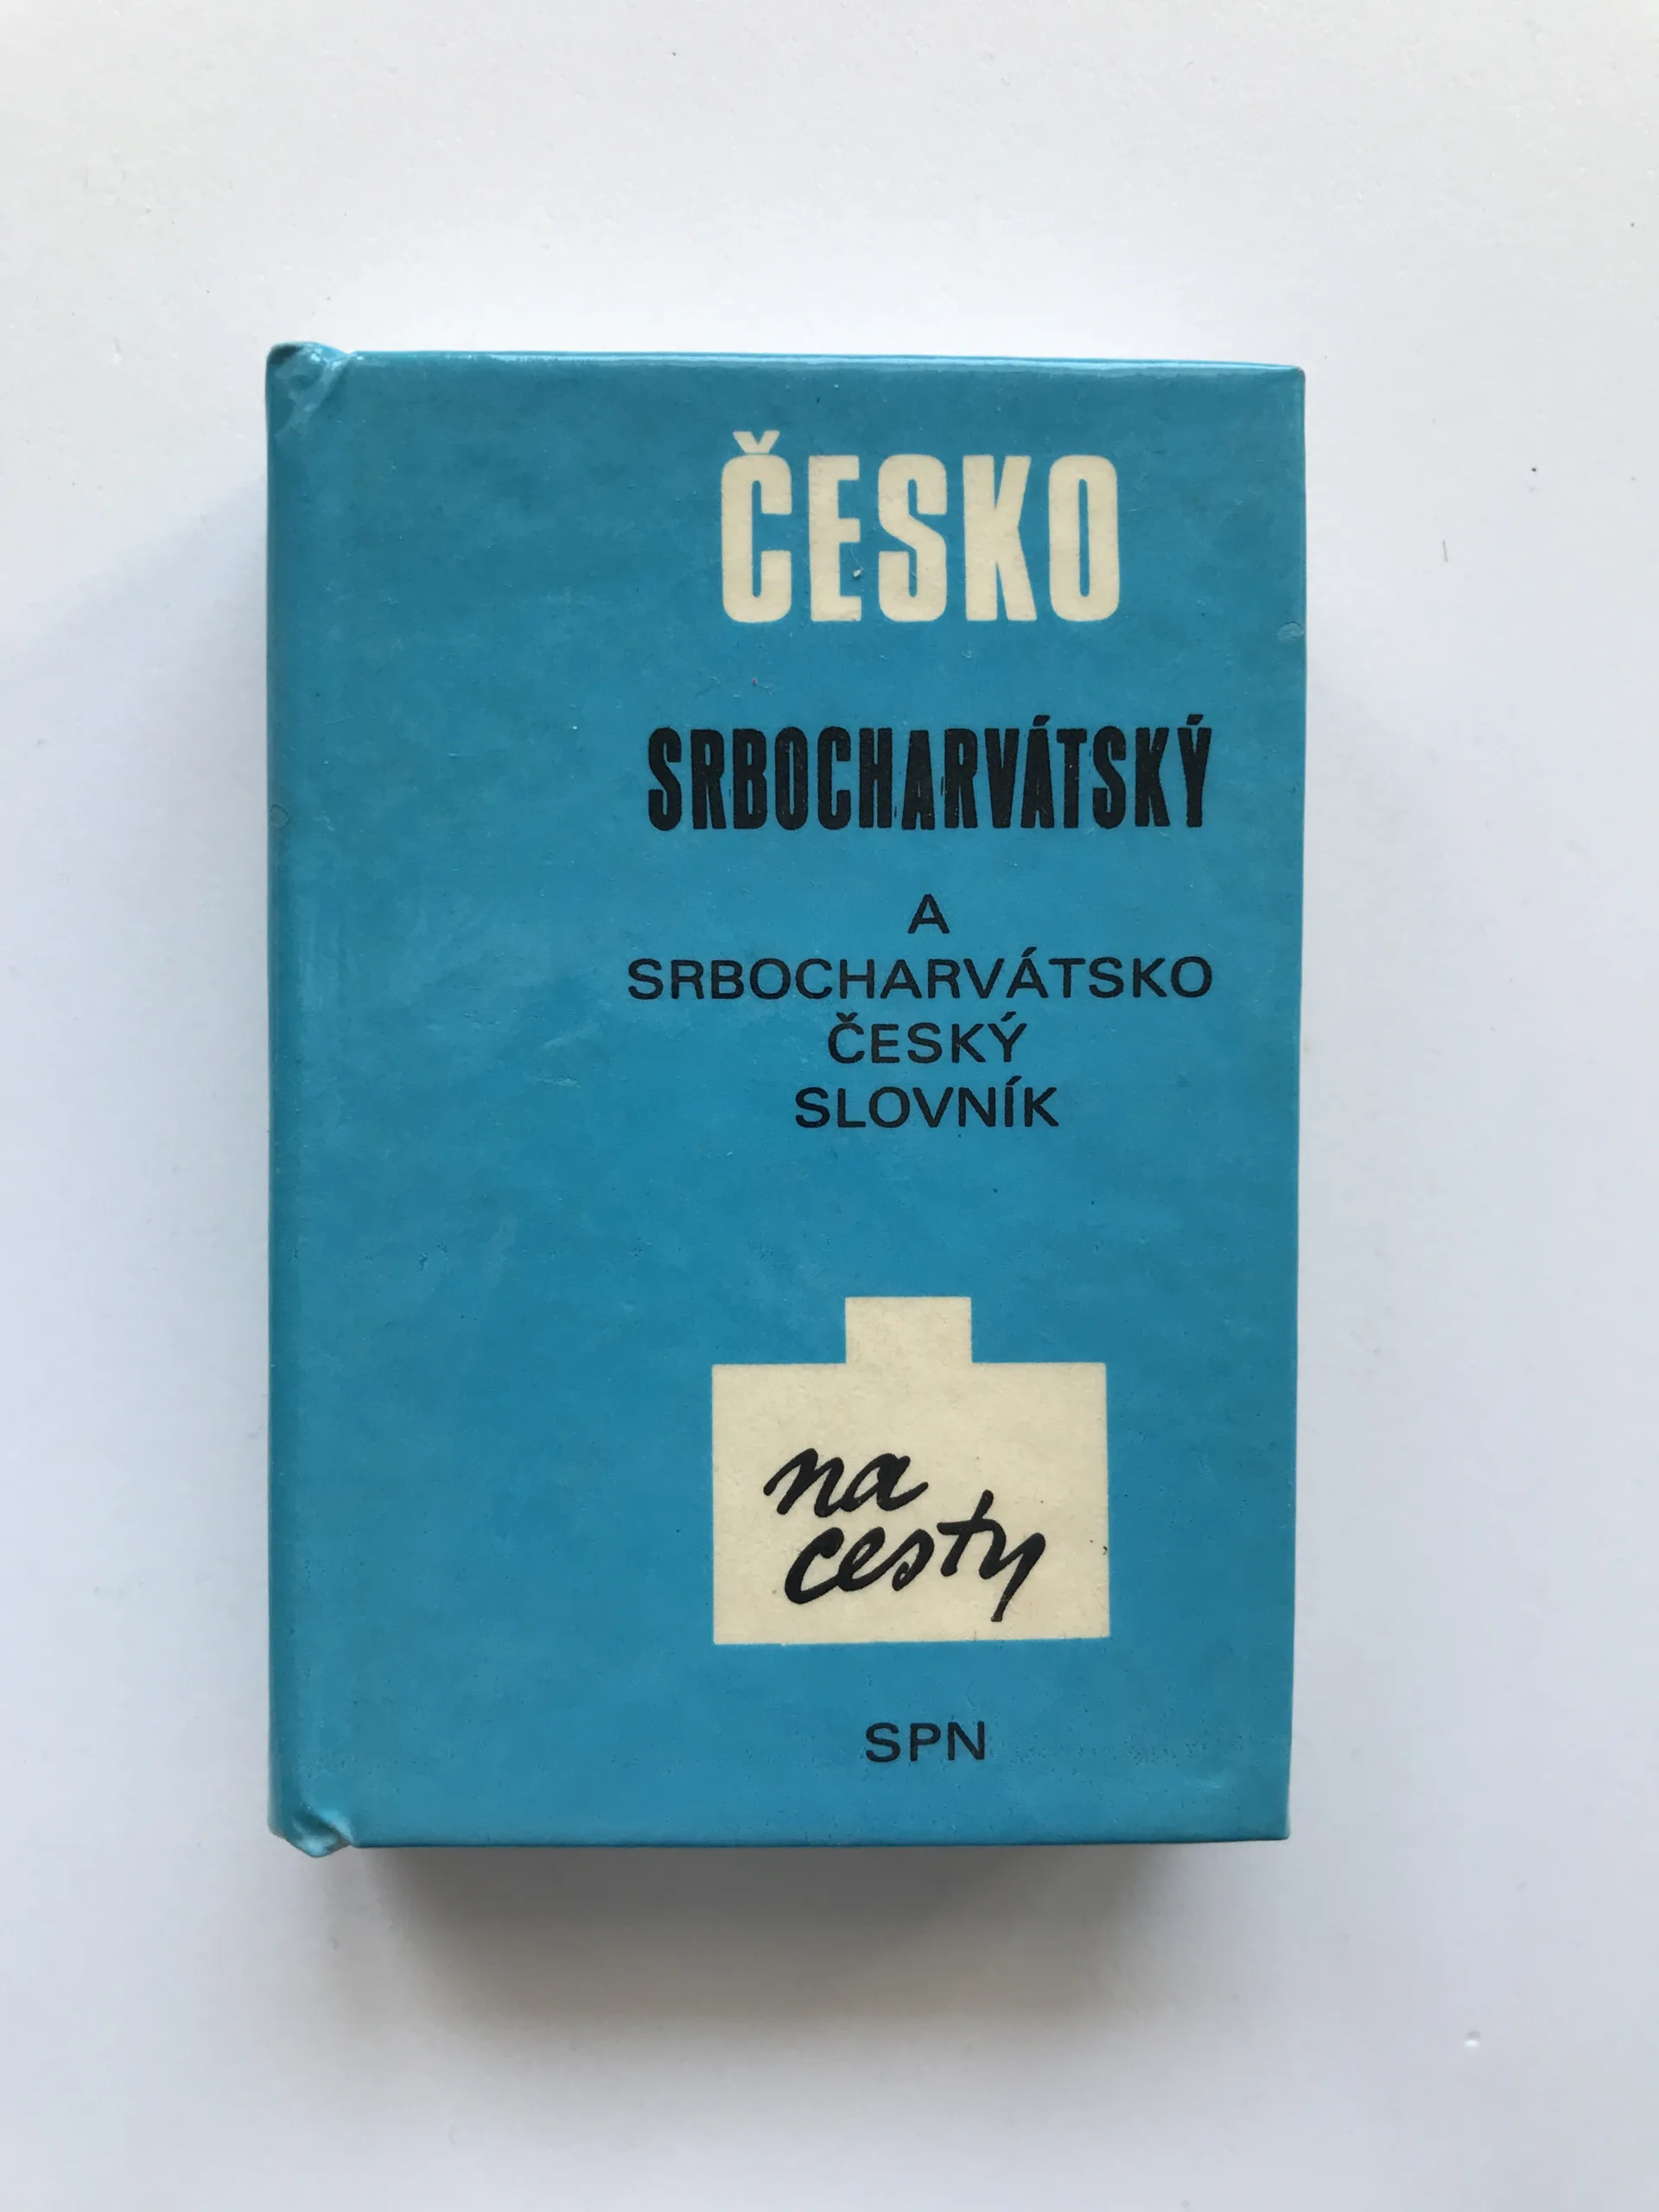 ČESKO
SRBOCHARVÁTSKÝ
A
SRBOCHARVÁTSKO
ČESKÝ
SLOVNÍK
na
cesty
SPN